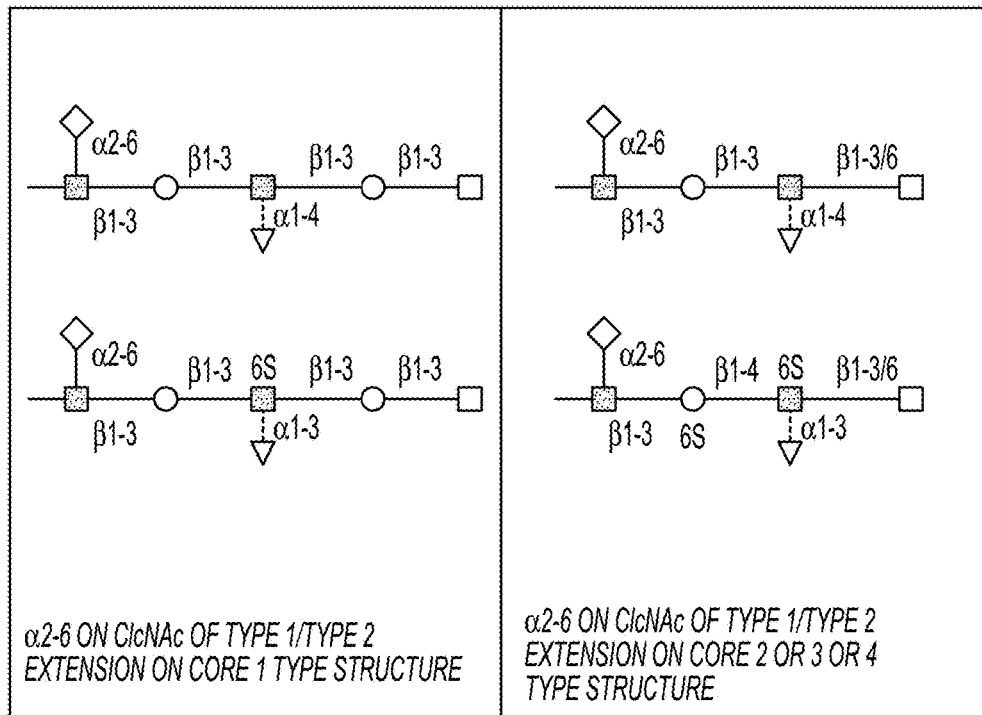 α2-6
β1-3 β1-3 β1-3
β1-3 α1-4
α2-6
β1-3 6S β1-3 β1-3
β1-3 α1-3
α2-6 ON ClcNAc OF TYPE 1/TYPE 2
EXTENSION ON CORE 1 TYPE STRUCTURE
α2-6
β1-3 β1-3/6
β1-3 α1-4
α2-6
β1-4 6S β1-3/6
β1-3 6S α1-3
α2-6 ON ClcNAc OF TYPE 1/TYPE 2
EXTENSION ON CORE 2 OR 3 OR 4
TYPE STRUCTURE